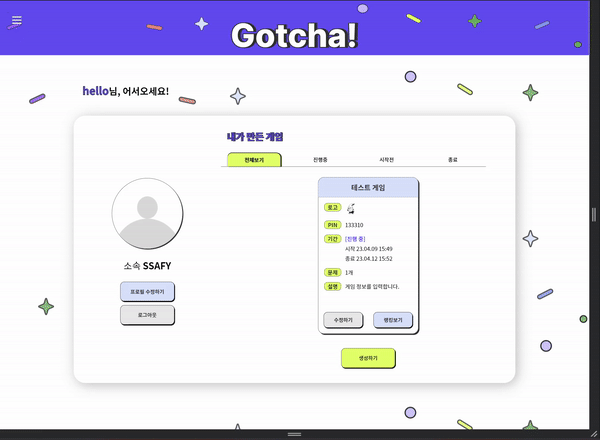 Gotcha!
hello님, 어서오세요!
내가 만든 게임
전체보기 진행중 시작전 종료
소속 SSAFY
프로필 수정하기
로그아웃
테스트 게임
로고
PIN 133310
기간 [진행 중]
시작 23.04.09 15:49
종료 23.04.12 15:52
문제 1개
설명 게임 정보를 입력합니다.
수정하기 랭킹보기
생성하기